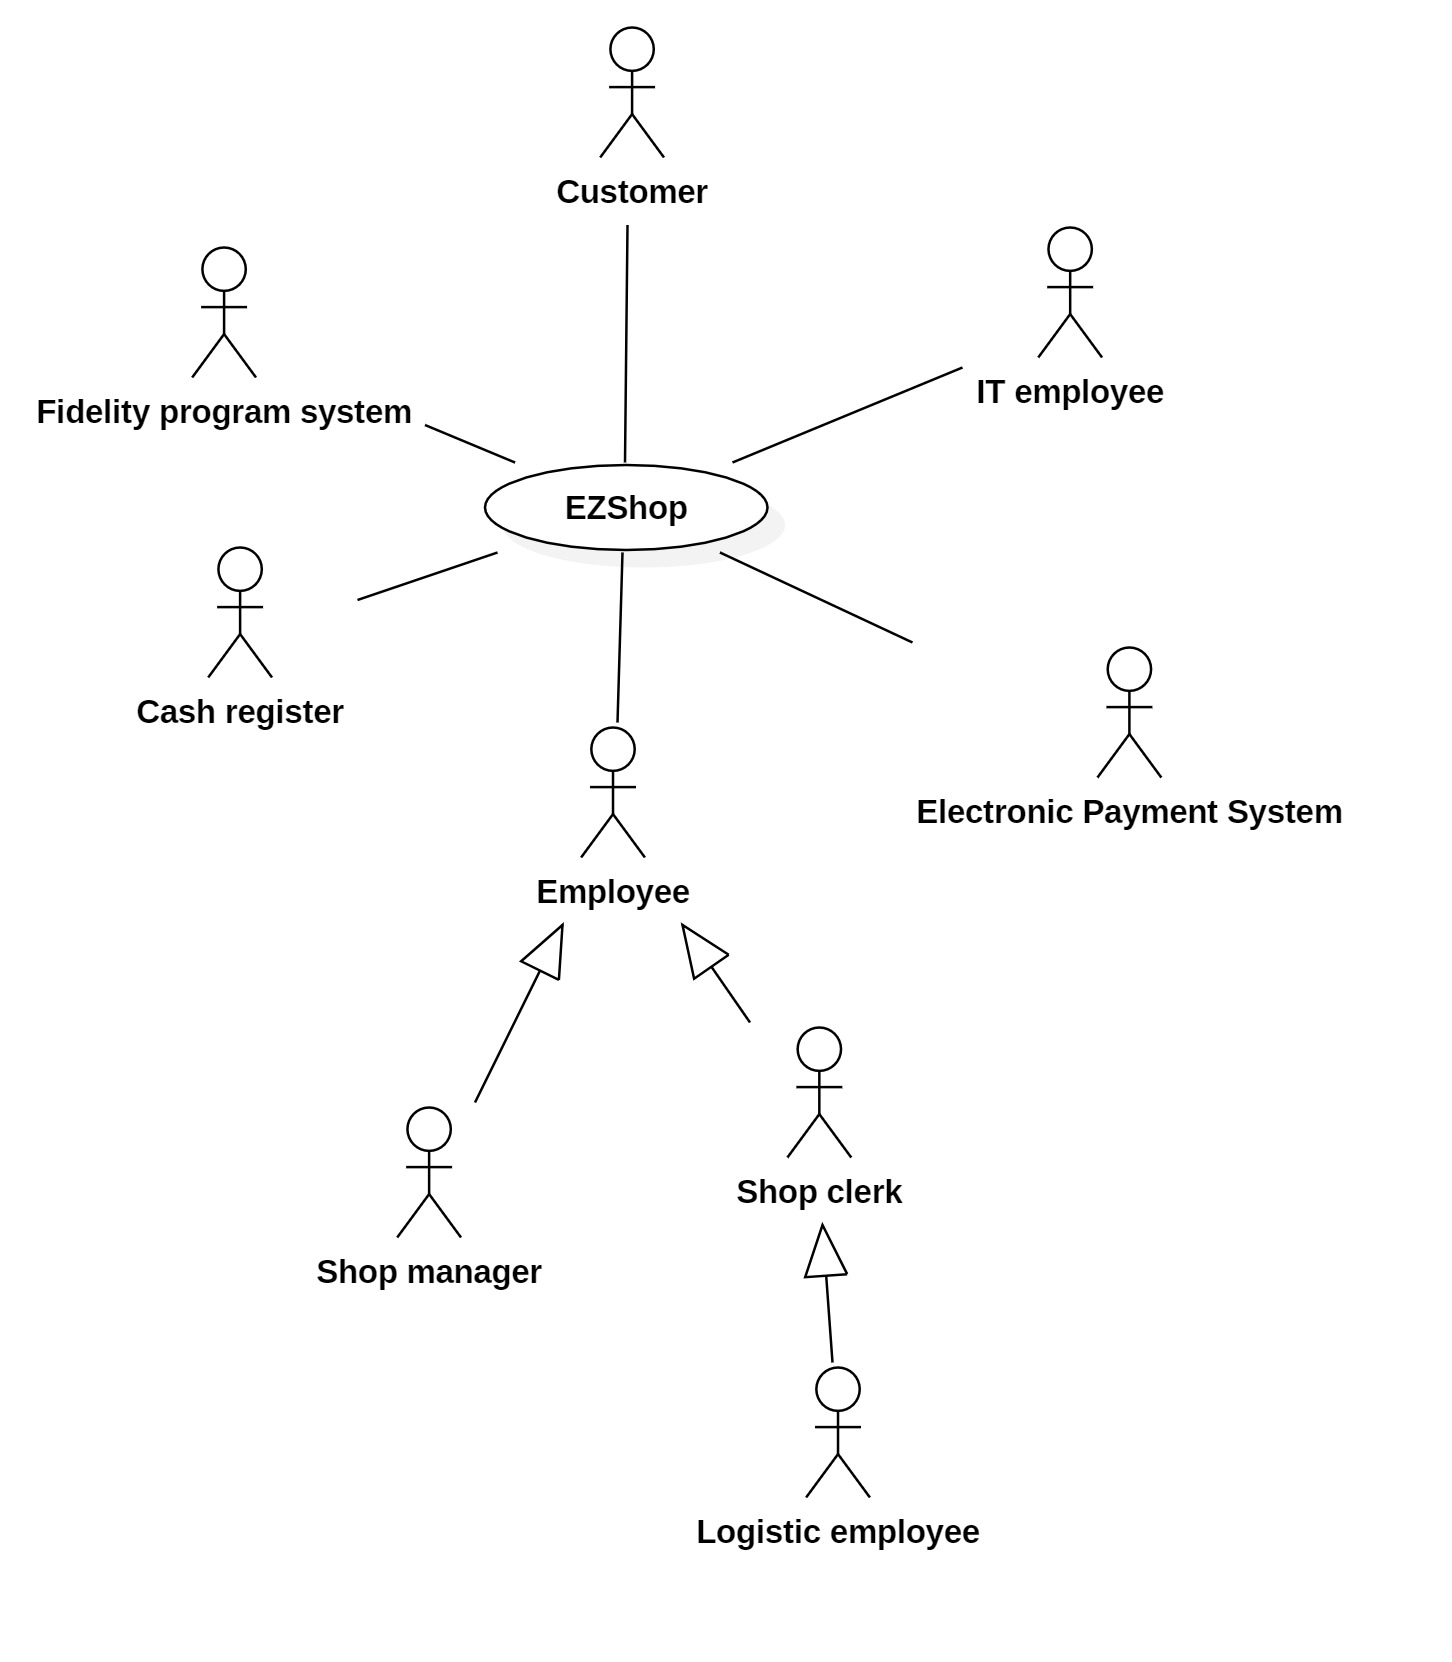 Customer
IT employee
Fidelity program system
EZShop
Cash register
Electronic Payment System
Employee
Shop clerk
Shop manager
Logistic employee